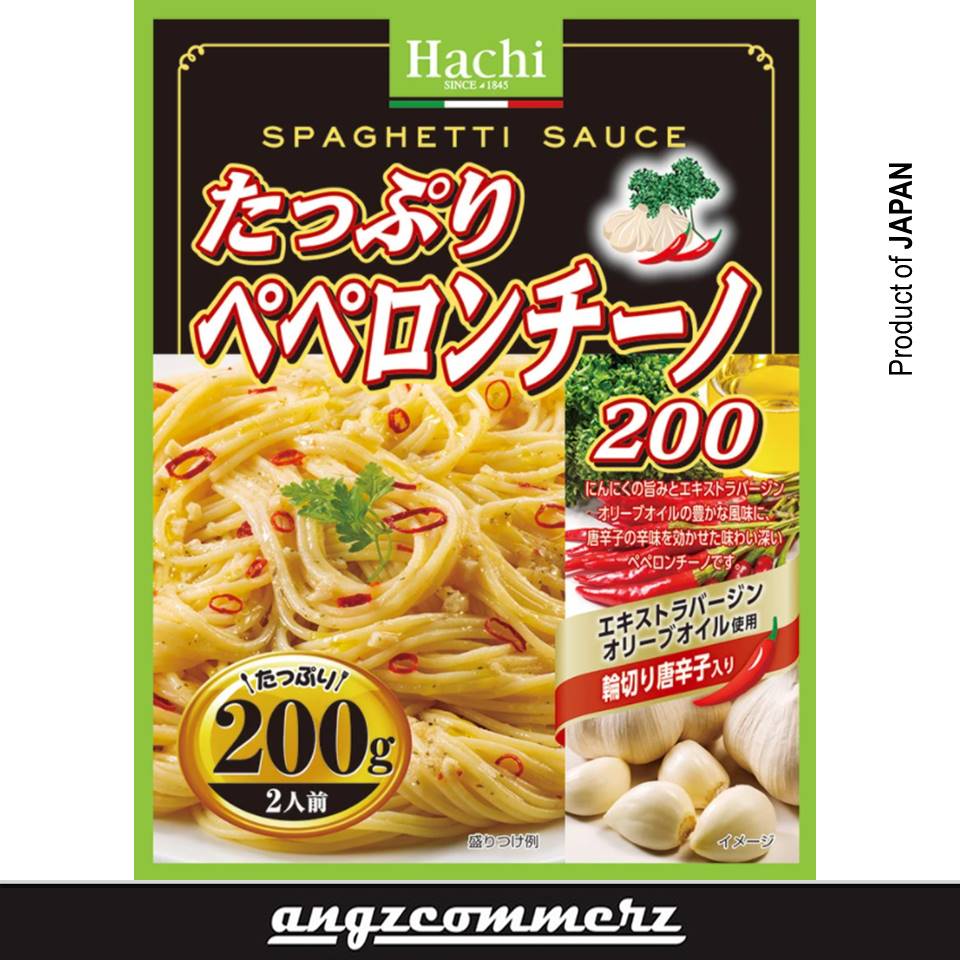 Hachi
SINCE 1845
SPAGHETTI SAUCE
たっぷり
ペペロンチーノ
200
にんにくの旨みとエキストラバージン
オリーブオイルの豊かな風味に、
唐辛子の辛味を効かせた味わい深い
ペペロンチーノです。
エキストラバージン
オリーブオイル使用
輪切り唐辛子入り
たっぷり
200g
2人前
盛りつけ例
イメージ
Product of JAPAN
angzcommerz